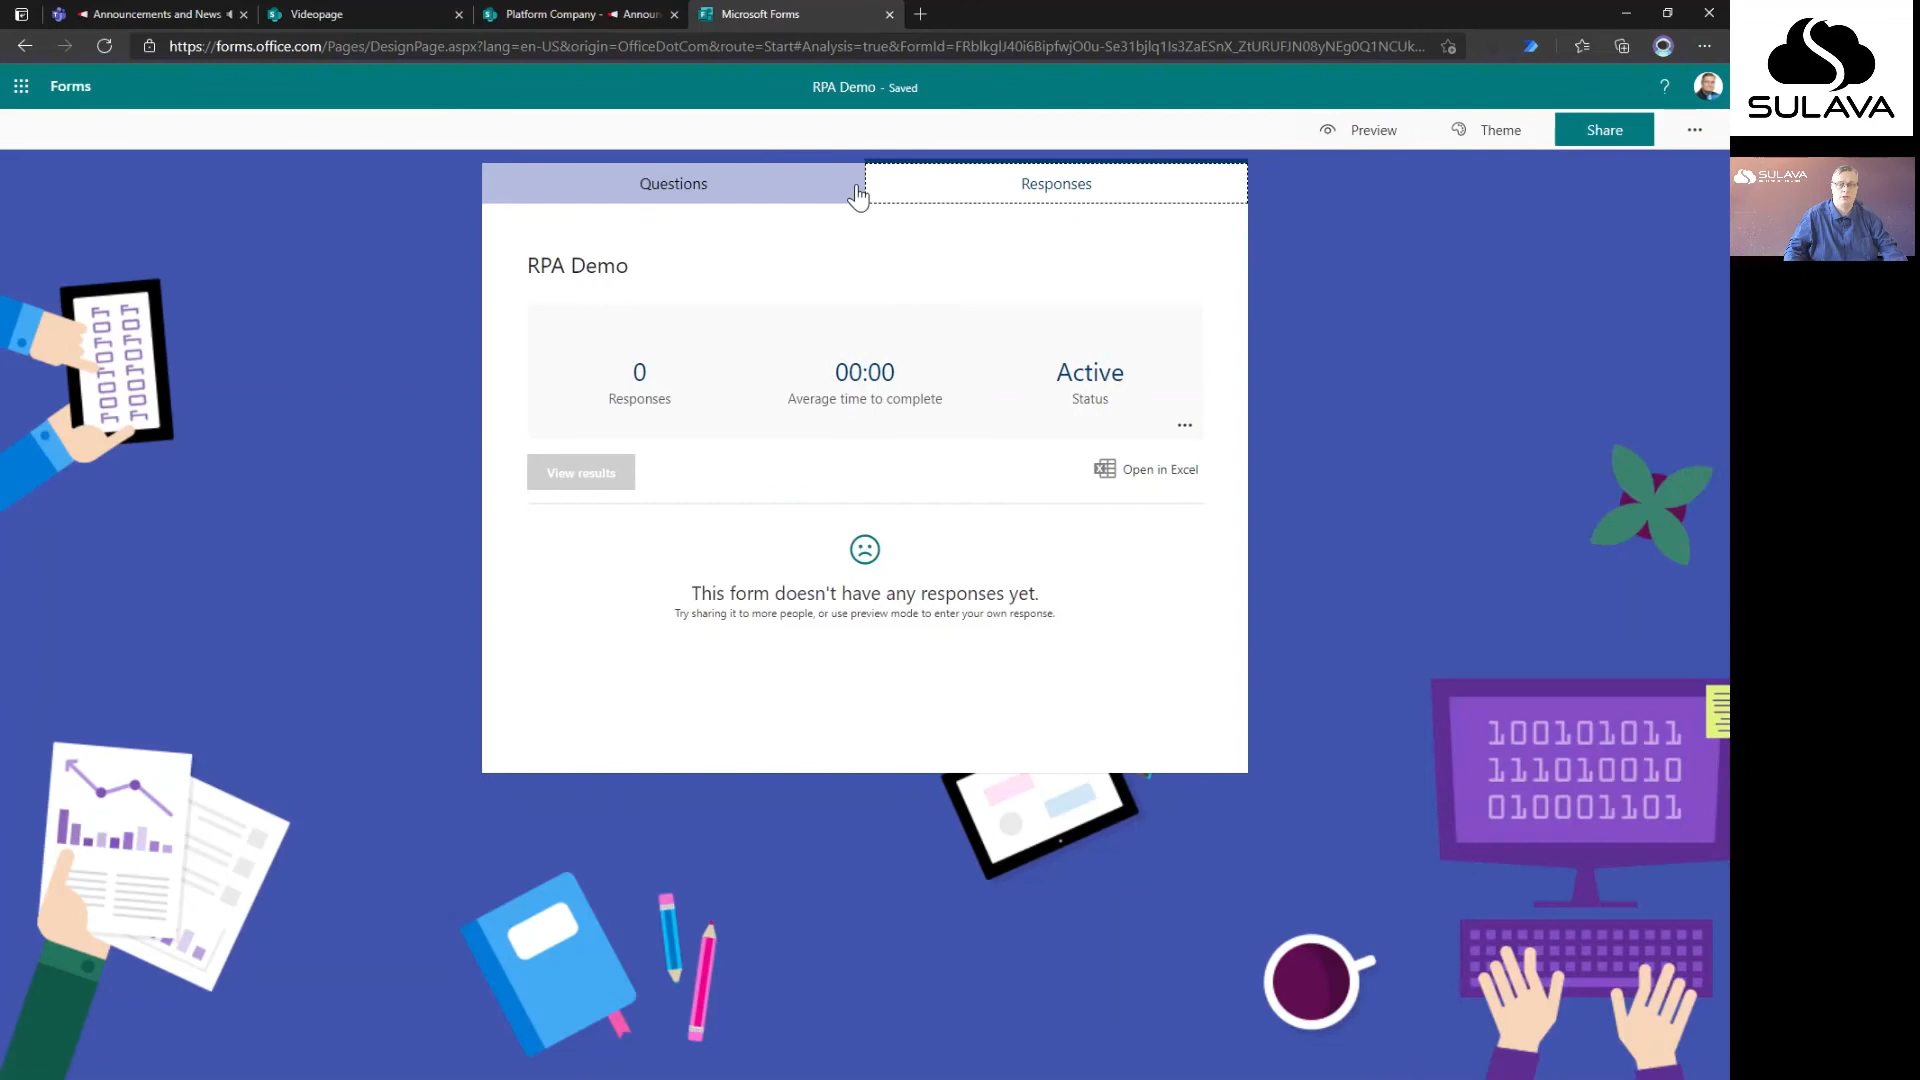 Announcements and News
Videopage
Platform Company - Announ
Microsoft Forms
https://forms.office.com/Pages/DesignPage.aspx?lang=en-US&origin=OfficeDotCom&route=Start#Analysis=true&FormId=
Forms
RPA Demo - Saved
?
Preview
Theme
Share
Questions
Responses
RPA Demo
0
Responses
00:00
Average time to complete
Active
Status
View results
Open in Excel
This form doesn't have any responses yet.
Try sharing it to more people, or use preview mode to enter your own response.
100101011
111010010
010001101
SULAVA
SULAVA